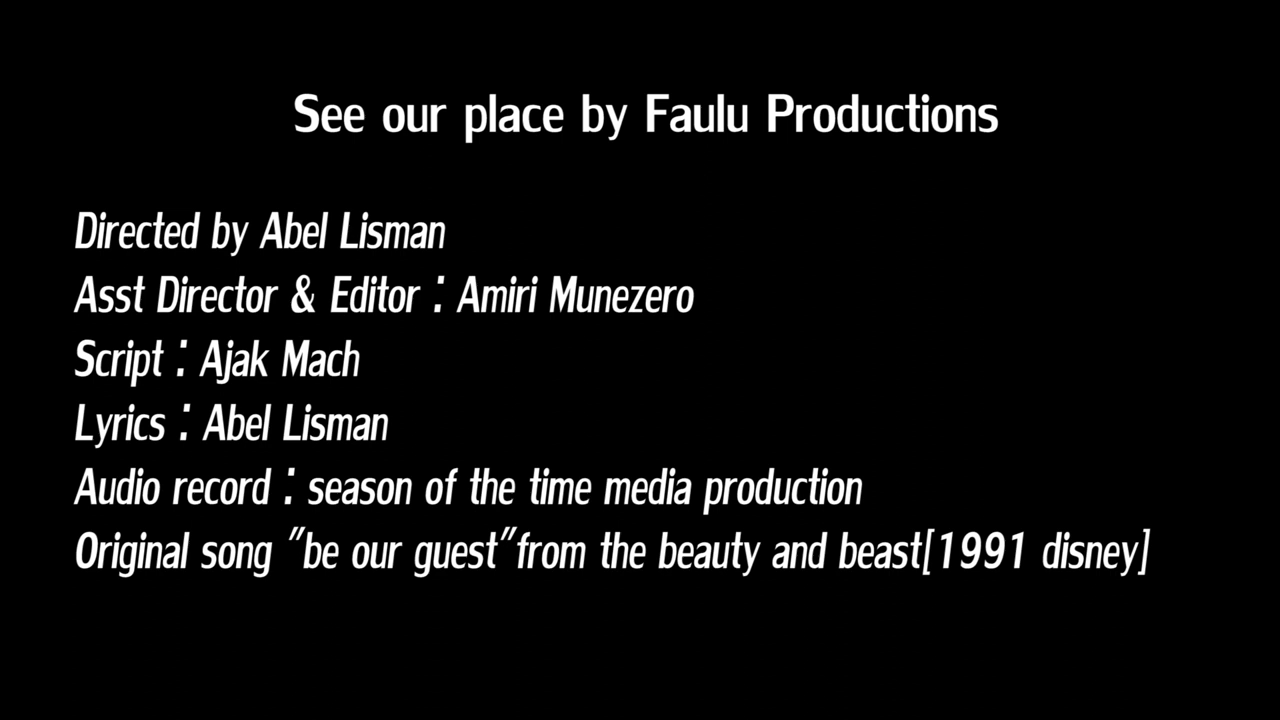 See our place by Faulu Productions
Directed by Abel Lisman
Asst Director & Editor : Amiri Munezero
Script : Ajak Mach
Lyrics : Abel Lisman
Audio record : season of the time media production
Original song "be our guest"from the beauty and beast[1991 disney]